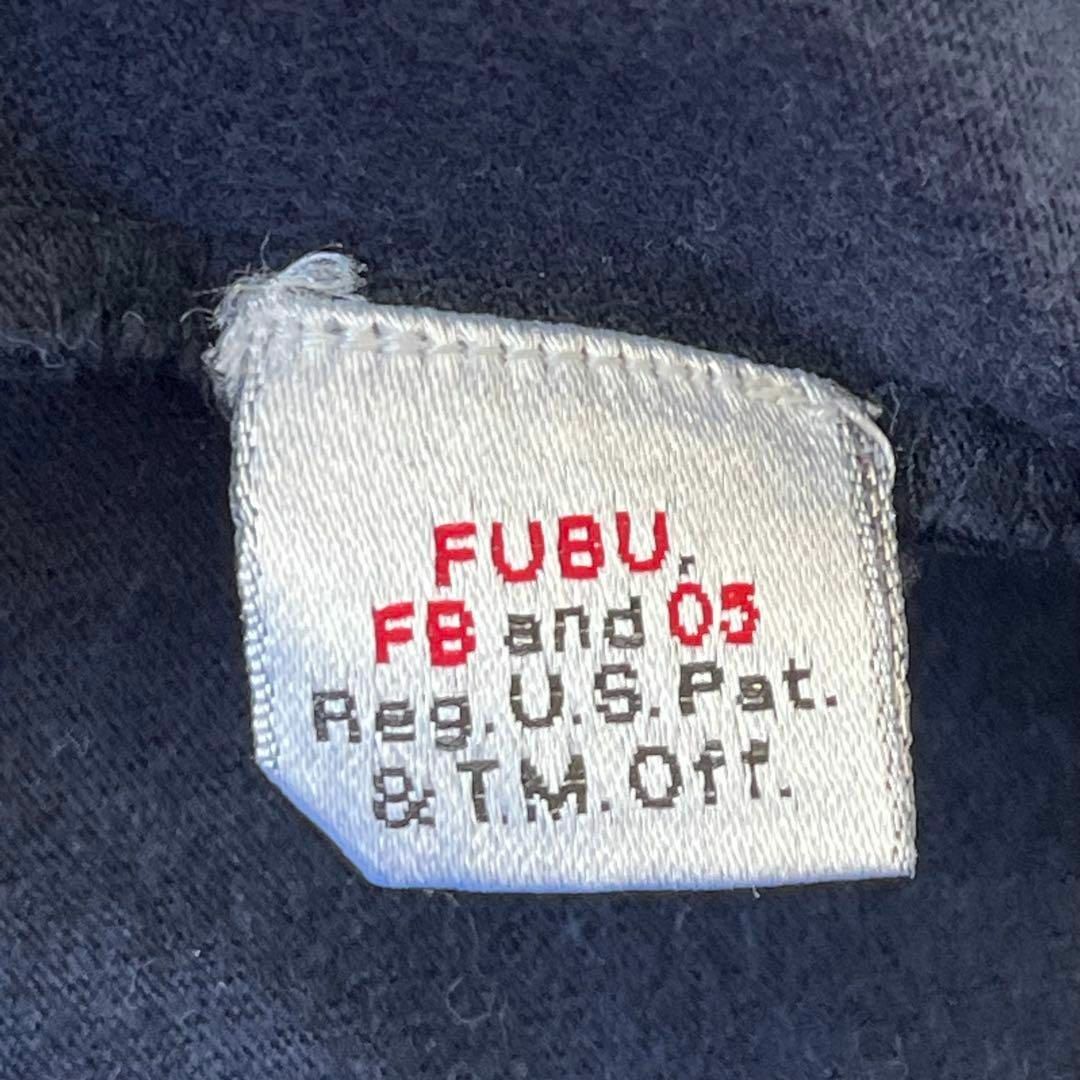 FUBU,
FB and 05
Reg.U.S.Pat.
& T.M.Off.